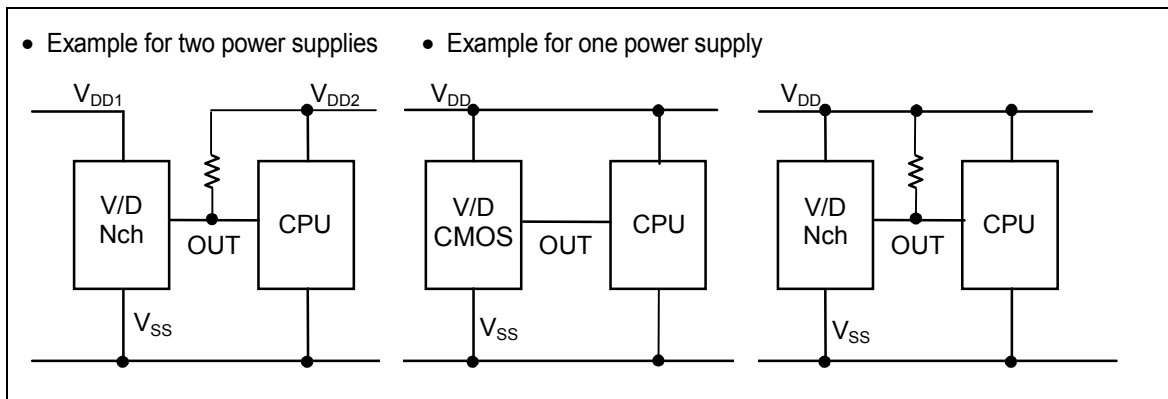 • Example for two power supplies
• Example for one power supply
VDD1
VDD2
V/D
Nch
OUT
CPU
VSS
VDD
V/D
CMOS
OUT
CPU
VSS
VDD
V/D
Nch
OUT
CPU
VSS